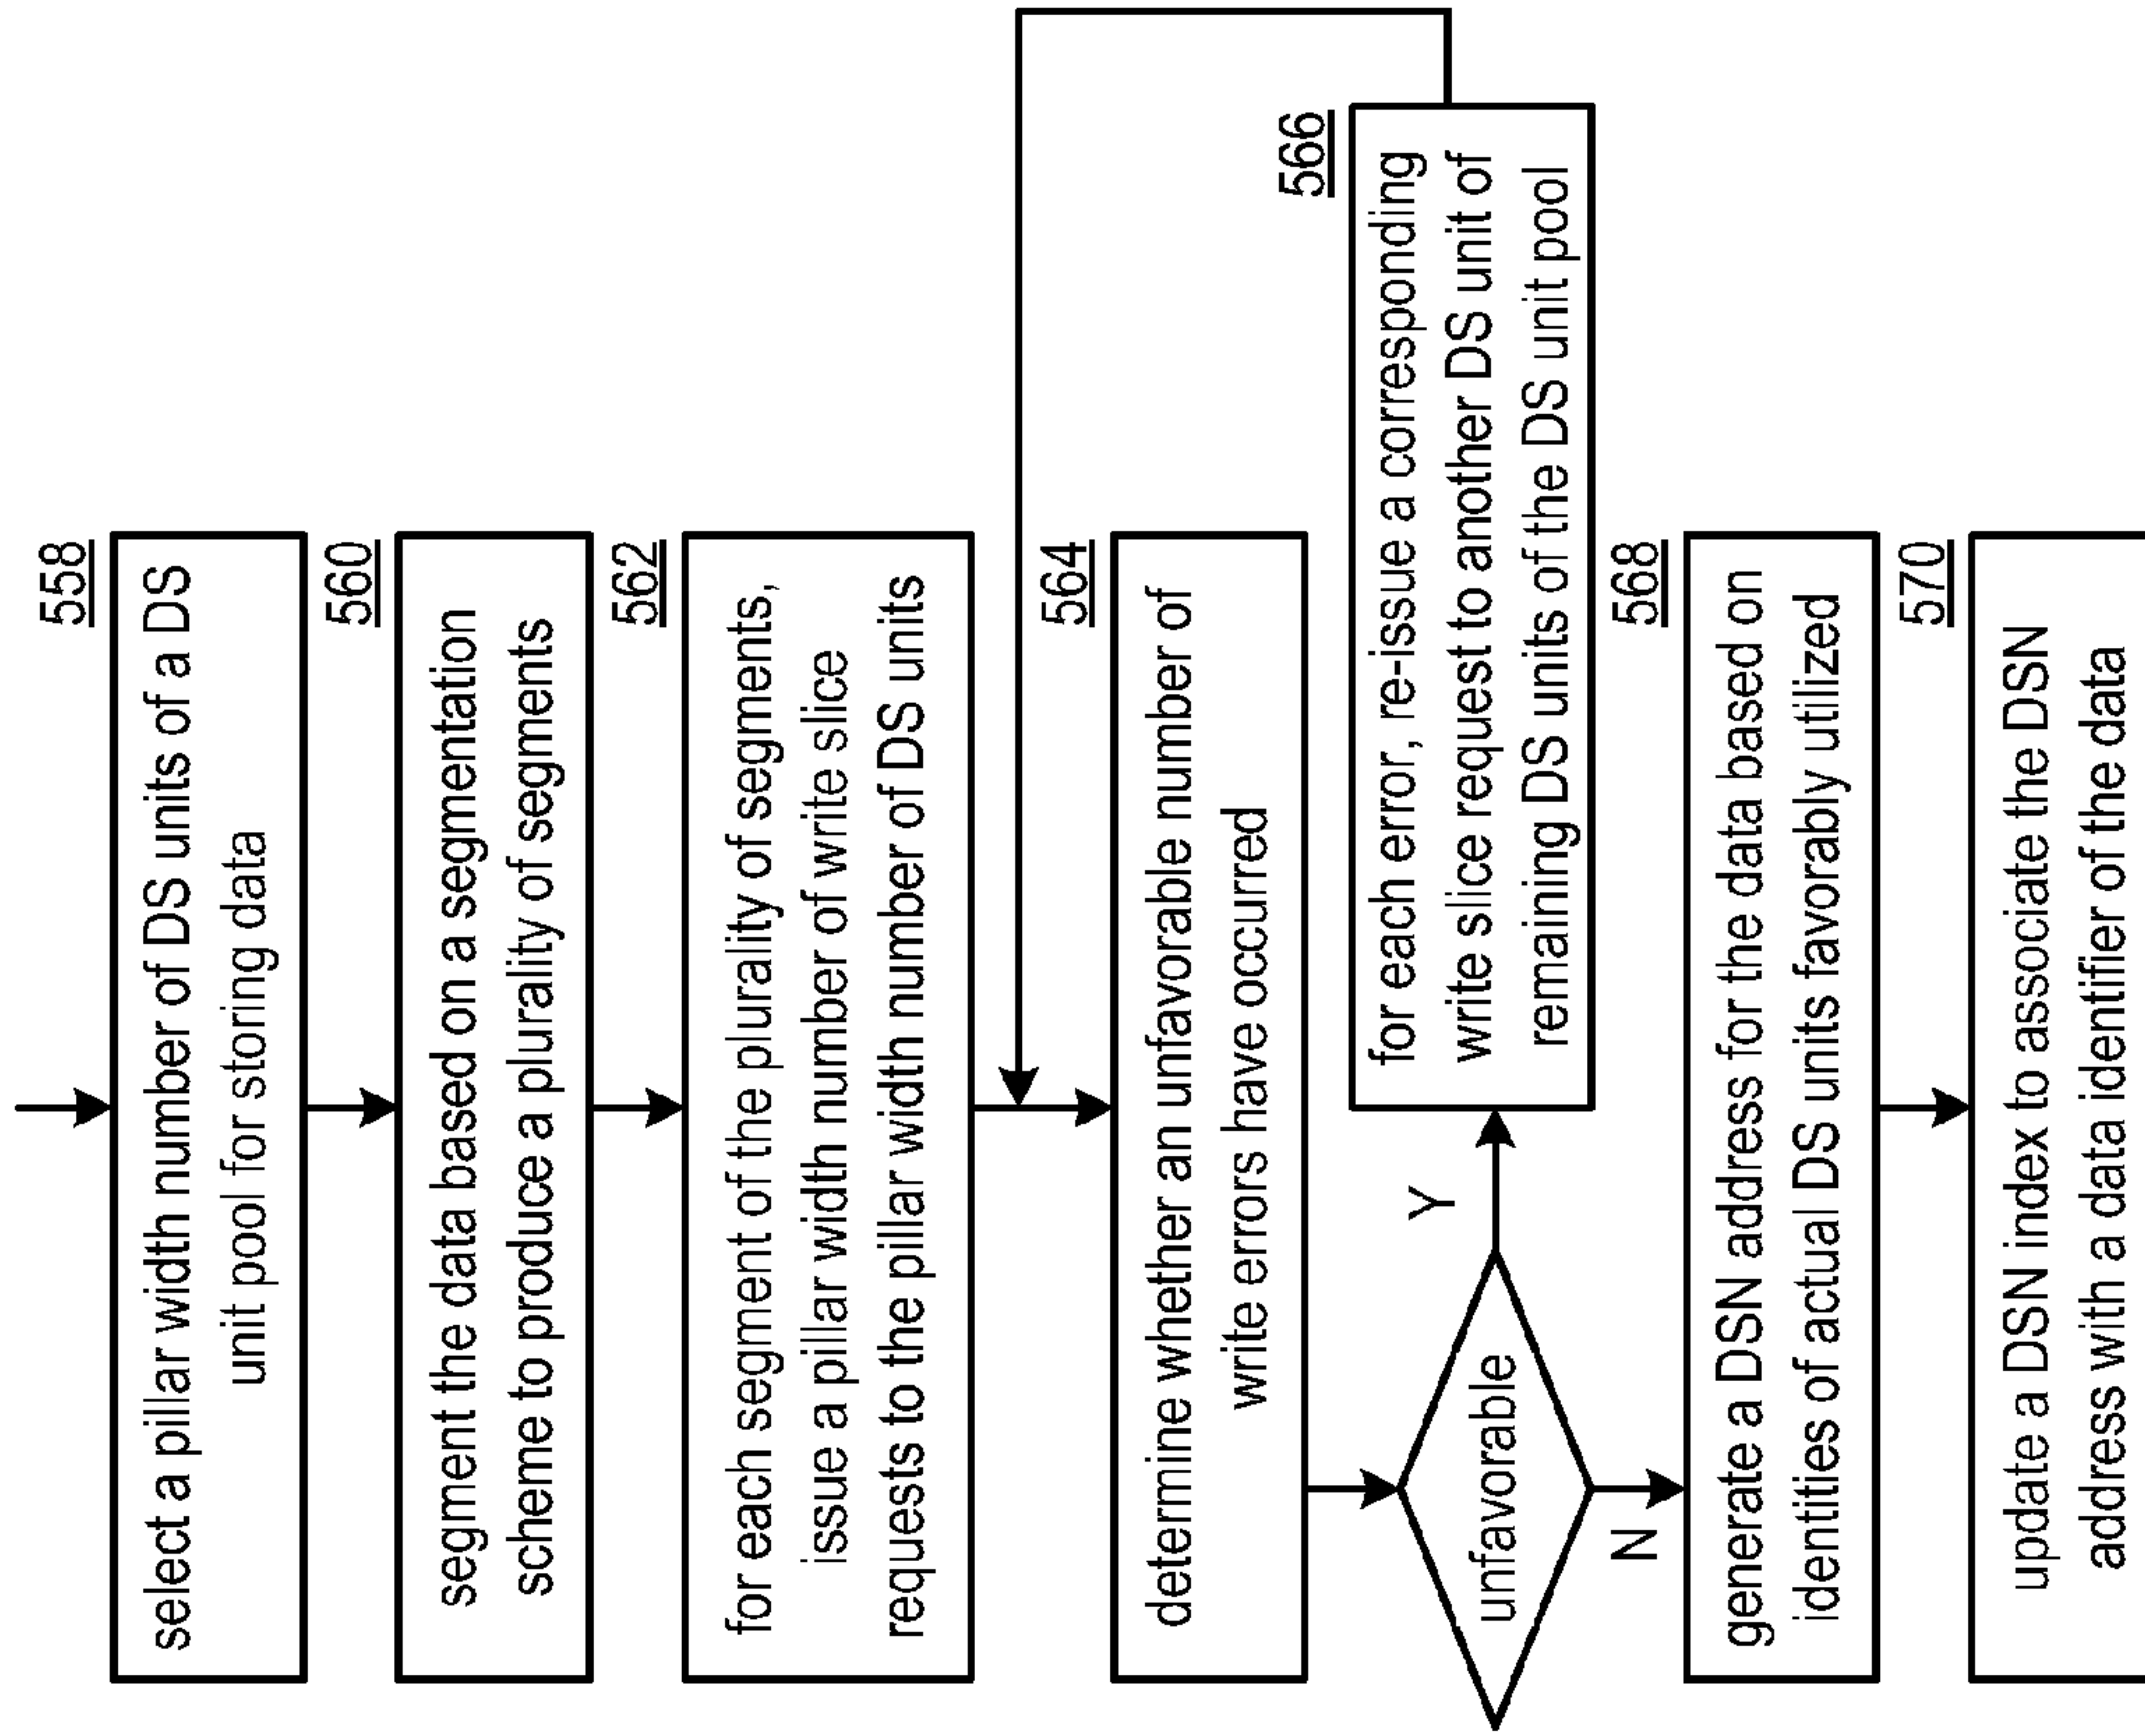 558
select a pillar width number of DS units of a DS
unit pool for storing data
560
segment the data based on a segmentation
scheme to produce a plurality of segments
562
for each segment of the plurality of segments,
issue a pillar width number of write slice
requests to the pillar width number of DS units
564
determine whether an unfavorable number of
write errors have occurred
unfavorable
Y
566
for each error, re-issue a corresponding
write slice request to another DS unit of
remaining DS units of the DS unit pool
N
568
generate a DSN address for the data based on
identities of actual DS units favorably utilized
570
update a DSN index to associate the DSN
address with a data identifier of the data